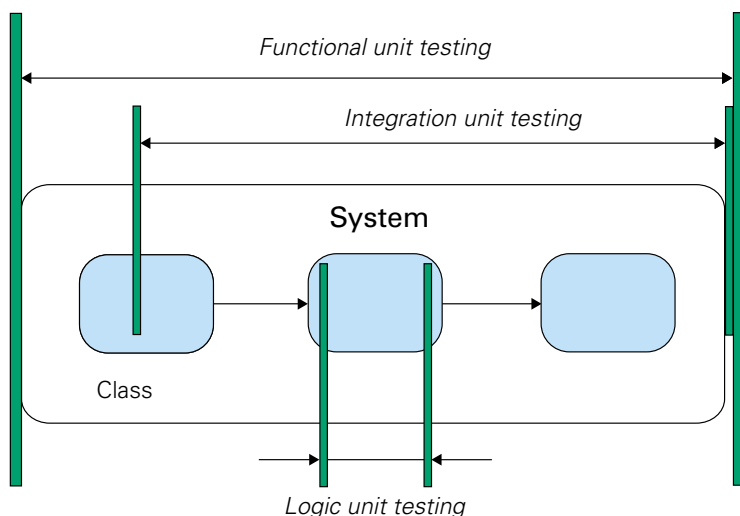 Functional unit testing
Integration unit testing
System
Class
Logic unit testing